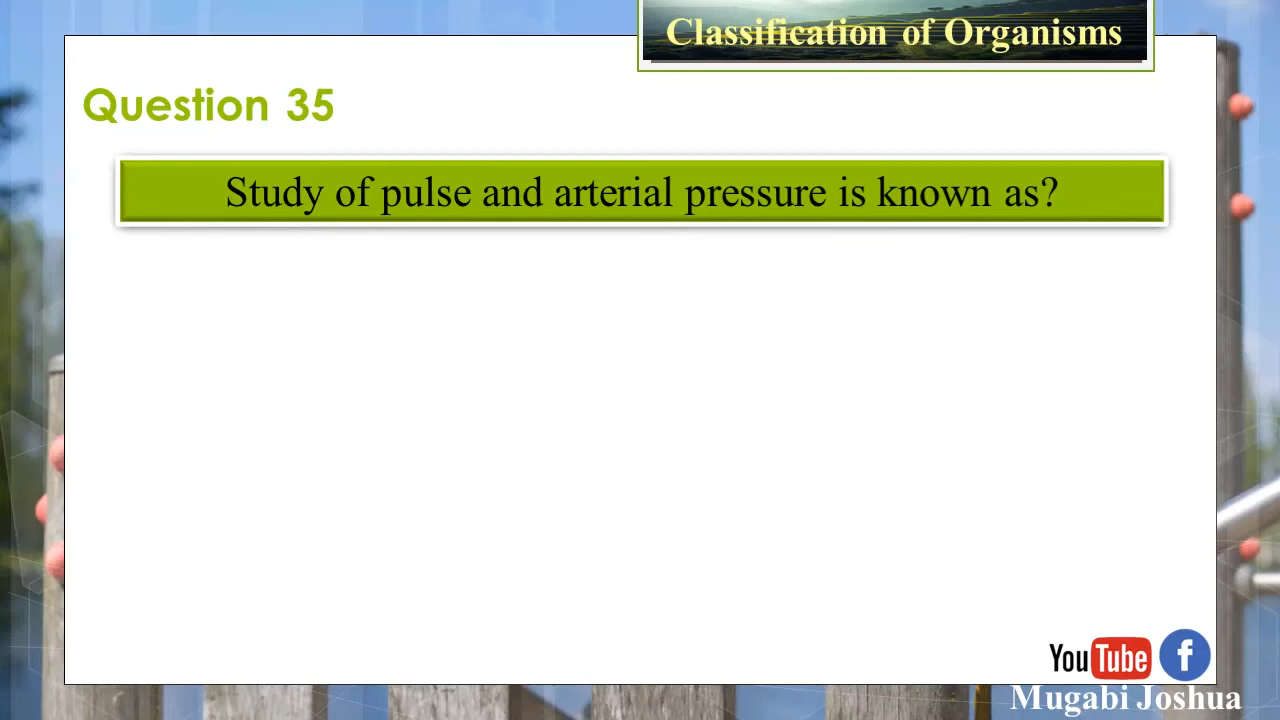 Classification of Organisms
Question 35
Study of pulse and arterial pressure is known as?
YouTube f
Mugabi Joshua